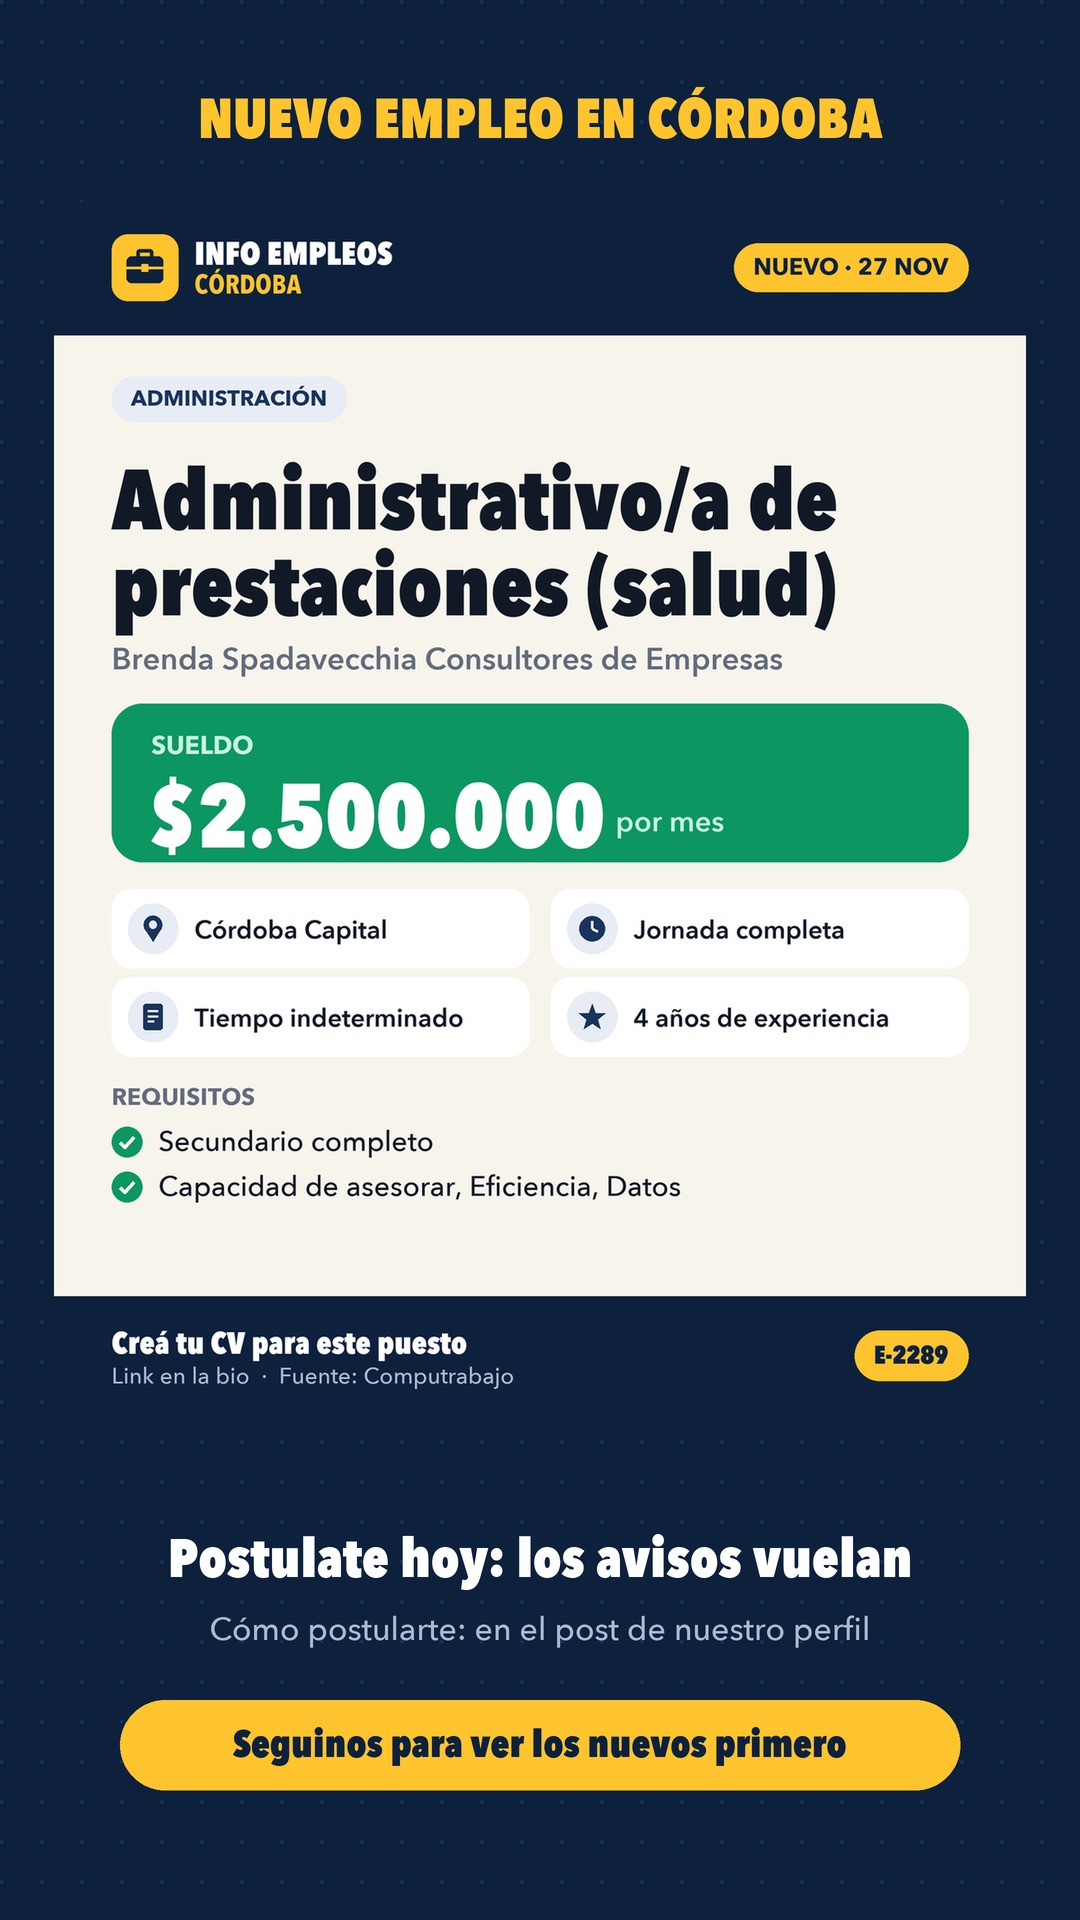 NUEVO EMPLEO EN CÓRDOBA
INFO EMPLEOS
CÓRDOBA
NUEVO · 27 NOV
ADMINISTRACIÓN
Administrativo/a de
prestaciones (salud)
Brenda Spadavecchia Consultores de Empresas
SUELDO
$2.500.000 por mes
Córdoba Capital
Jornada completa
Tiempo indeterminado
4 años de experiencia
REQUISITOS
Secundario completo
Capacidad de asesorar, Eficiencia, Datos
Creá tu CV para este puesto
Link en la bio · Fuente: Computrabajo
E-2289
Postulate hoy: los avisos vuelan
Cómo postularte: en el post de nuestro perfil
Seguinos para ver los nuevos primero